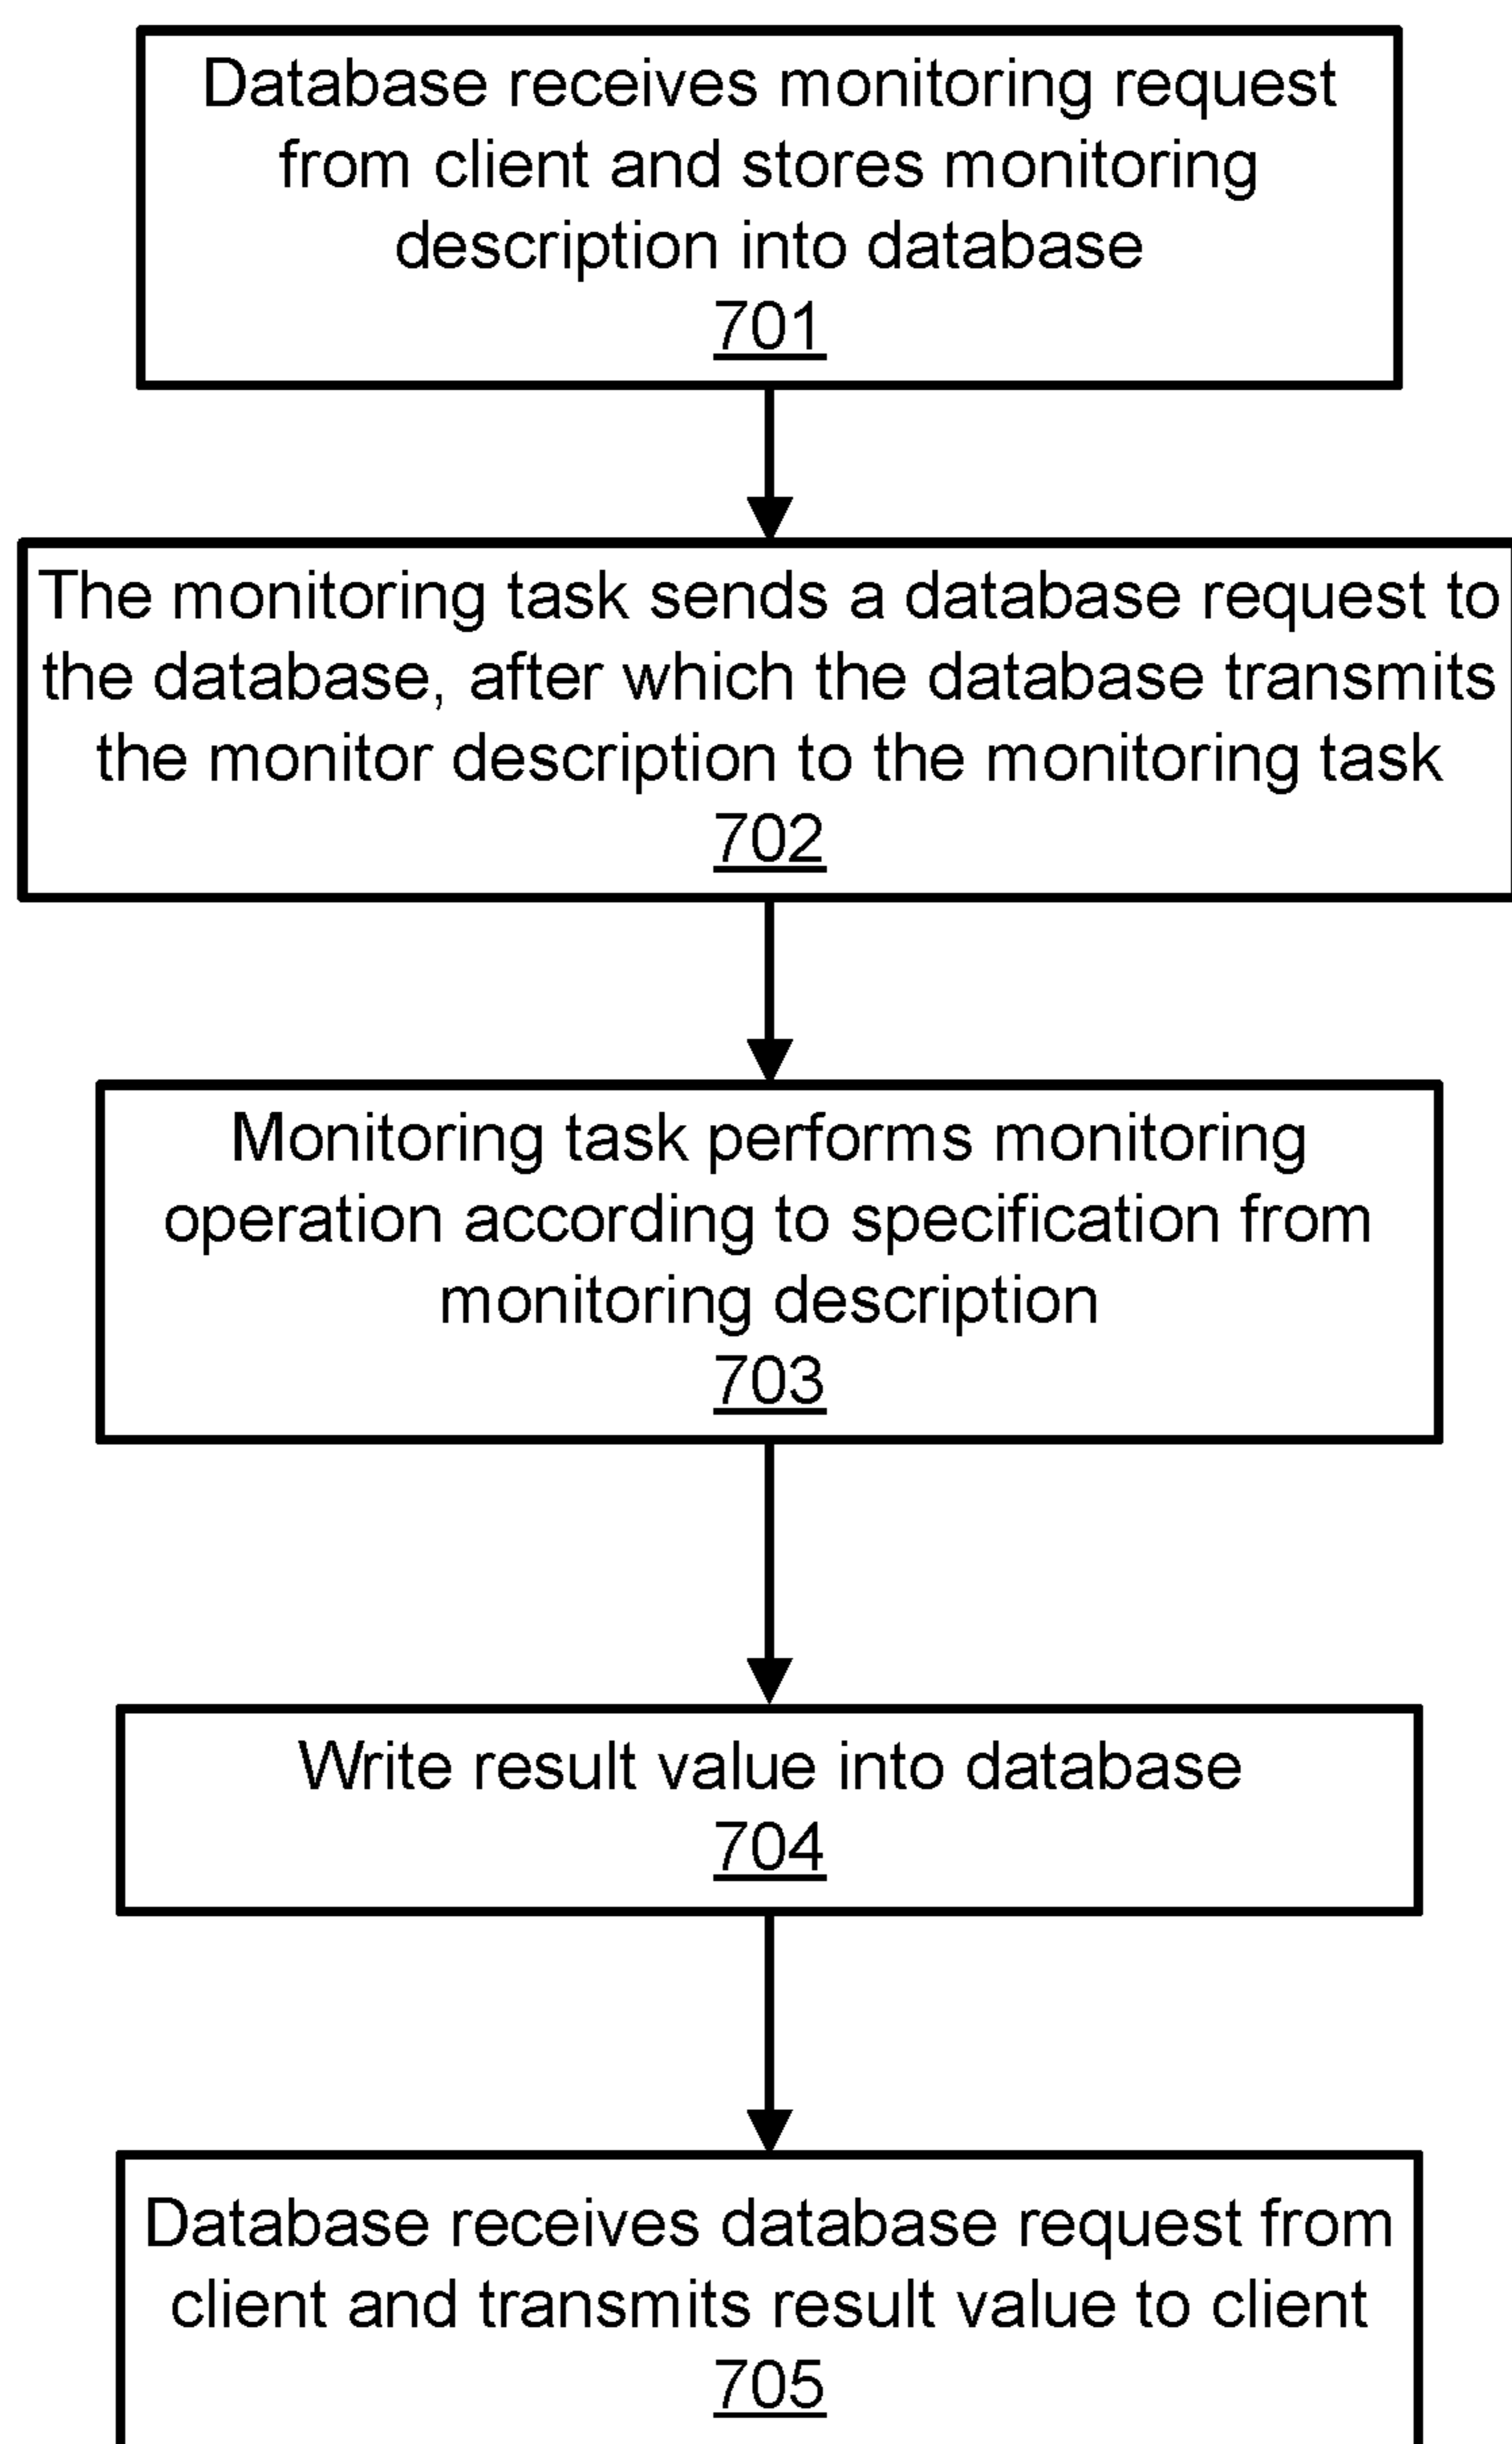 Database receives monitoring request
from client and stores monitoring
description into database
701
The monitoring task sends a database request to
the database, after which the database transmits
the monitor description to the monitoring task
702
Monitoring task performs monitoring
operation according to specification from
monitoring description
703
Write result value into database
704
Database receives database request from
client and transmits result value to client
705